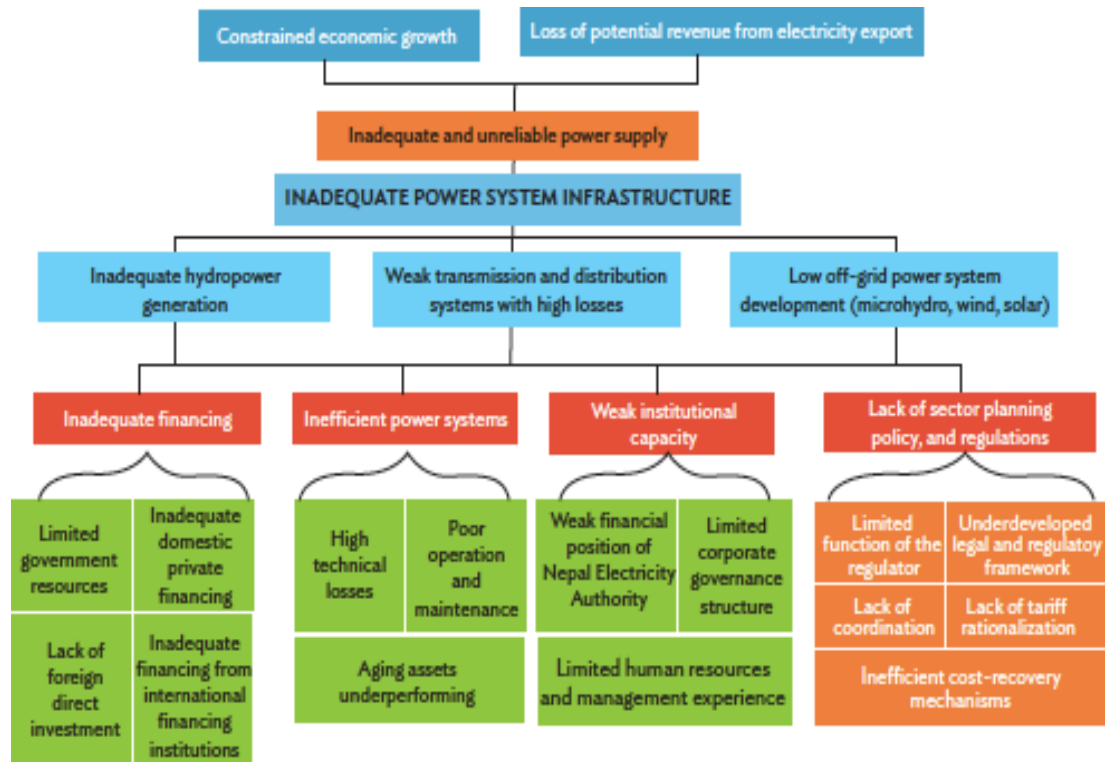 Constrained economic growth
Loss of potential revenue from electricity export
Inadequate and unreliable power supply
INADEQUATE POWER SYSTEM INFRASTRUCTURE
Inadequate hydropower
generation
Weak transmission and distribution
systems with high losses
Low off-grid power system
development (microhydro, wind, solar)
Inadequate financing
Inefficient power systems
Weak institutional
capacity
Lack of sector planning
policy, and regulations
Limited
government
resources
Inadequate
domestic
private
financing
Lack of
foreign
direct
investment
Inadequate
financing from
international
financing
institutions
High
technical
losses
Poor
operation
and
maintenance
Aging assets
underperforming
Weak financial
position of
Nepal Electricity
Authority
Limited
corporate
governance
structure
Limited human resources
and management experience
Limited
function of the
regulator
Underdeveloped
legal and regulatoy
framework
Lack of
coordination
Lack of tariff
rationalization
Inefficient cost-recovery
mechanisms